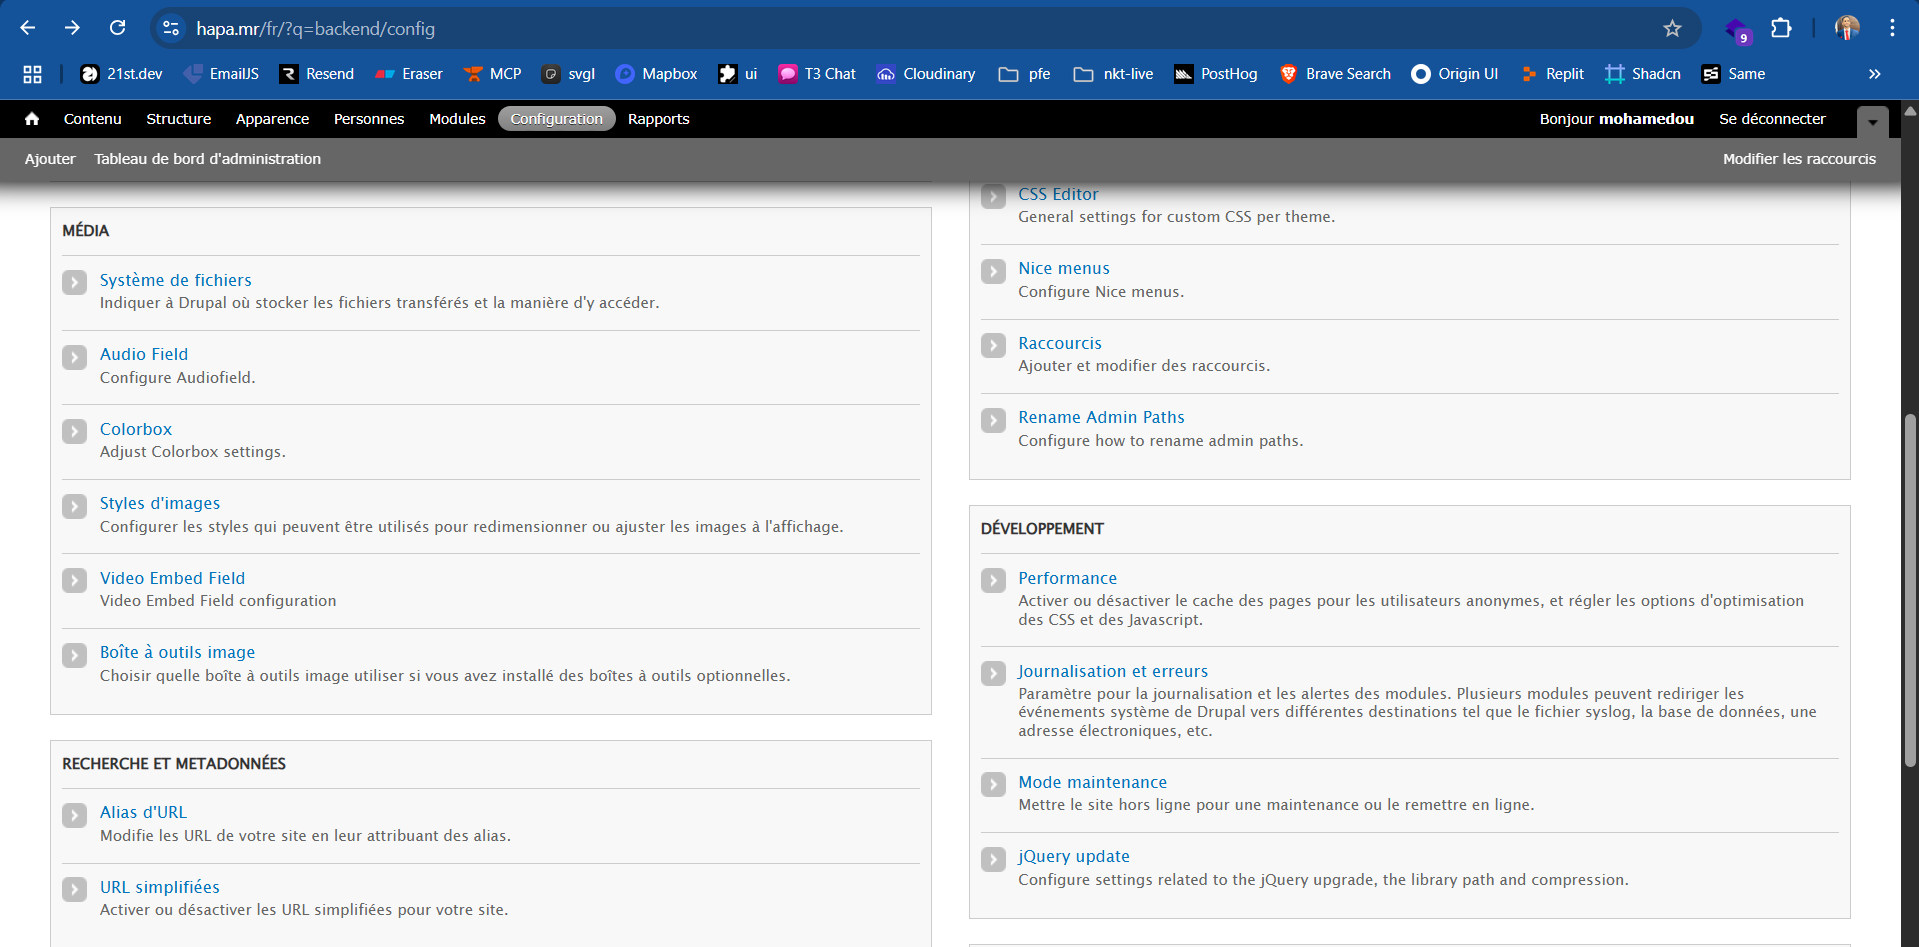 hapa.mr/fr/?q=backend/config
9
21st.dev
EmailJS
Resend
Eraser
MCP
svgl
Mapbox
ui
T3 Chat
Cloudinary
pfe
nkt-live
PostHog
Brave Search
Origin UI
Replit
Shadcn
Same
Contenu
Structure
Apparence
Personnes
Modules
Configuration
Rapports
Bonjour mohamedou
Se déconnecter
Ajouter
Tableau de bord d'administration
Modifier les raccourcis
MÉDIA
Système de fichiers
Indiquer à Drupal où stocker les fichiers transférés et la manière d'y accéder.
Audio Field
Configure Audiofield.
Colorbox
Adjust Colorbox settings.
Styles d'images
Configurer les styles qui peuvent être utilisés pour redimensionner ou ajuster les images à l'affichage.
Video Embed Field
Video Embed Field configuration
Boîte à outils image
Choisir quelle boîte à outils image utiliser si vous avez installé des boîtes à outils optionnelles.
RECHERCHE ET METADONNÉES
Alias d'URL
Modifie les URL de votre site en leur attribuant des alias.
URL simplifiées
Activer ou désactiver les URL simplifiées pour votre site.
CSS Editor
General settings for custom CSS per theme.
Nice menus
Configure Nice menus.
Raccourcis
Ajouter et modifier des raccourcis.
Rename Admin Paths
Configure how to rename admin paths.
DÉVELOPPEMENT
Performance
Activer ou désactiver le cache des pages pour les utilisateurs anonymes, et régler les options d'optimisation
des CSS et des Javascript.
Journalisation et erreurs
Paramètre pour la journalisation et les alertes des modules. Plusieurs modules peuvent rediriger les
événements système de Drupal vers différentes destinations tel que le fichier syslog, la base de données, une
adresse électroniques, etc.
Mode maintenance
Mettre le site hors ligne pour une maintenance ou le remettre en ligne.
jQuery update
Configure settings related to the jQuery upgrade, the library path and compression.